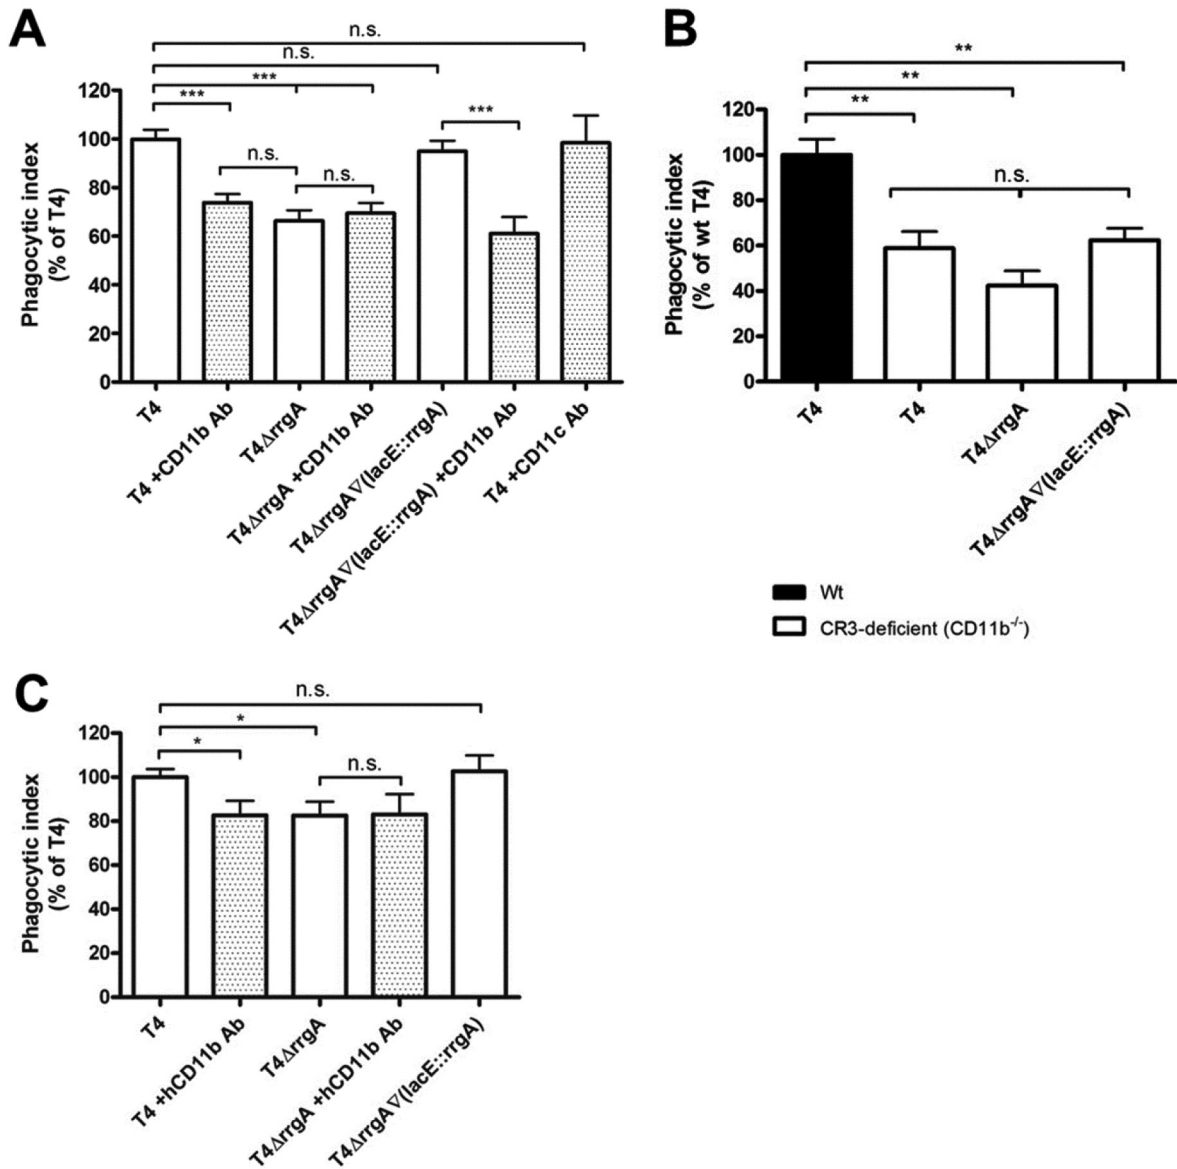 A
n.s.
n.s.
***
***
***
n.s.
n.s.
120
100
80
60
40
20
0
Phagocytic index
(% of T4)
T4
T4 +CD11b Ab
T4ΔrrgA
T4ΔrrgA +CD11b Ab
T4ΔrrgA∇(lacE::rrgA)
T4ΔrrgA∇(lacE::rrgA) +CD11b Ab
T4 +CD11c Ab
B
**
**
**
n.s.
120
100
80
60
40
20
0
Phagocytic index
(% of wt T4)
T4
T4
T4ΔrrgA
T4ΔrrgA∇(lacE::rrgA)
Wt
CR3-deficient (CD11b-/-)
C
n.s.
*
*
n.s.
120
100
80
60
40
20
0
Phagocytic index
(% of T4)
T4
T4 +hCD11b Ab
T4ΔrrgA
T4ΔrrgA +hCD11b Ab
T4ΔrrgA∇(lacE::rrgA)